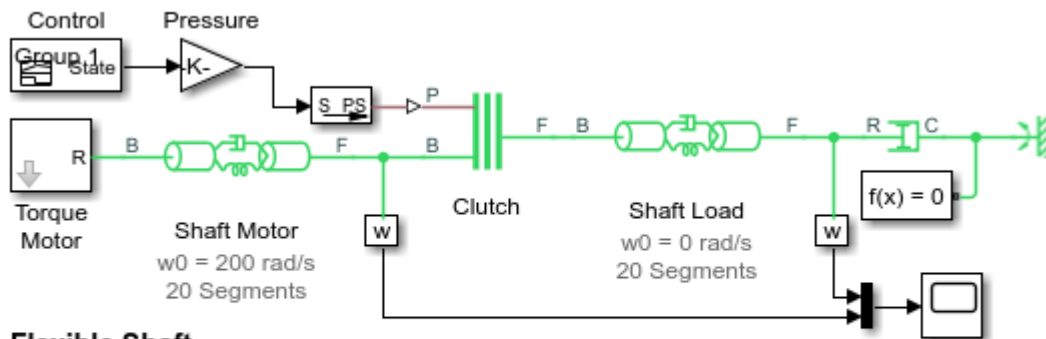 Control
Pressure
Group 1
State
-K-
S PS
P
R
B
F
B
F
B
F
R
C
Torque
Motor
Shaft Motor
w0 = 200 rad/s
20 Segments
w
Clutch
Shaft Load
w0 = 0 rad/s
20 Segments
w
f(x) = 0
Flexible Shaft